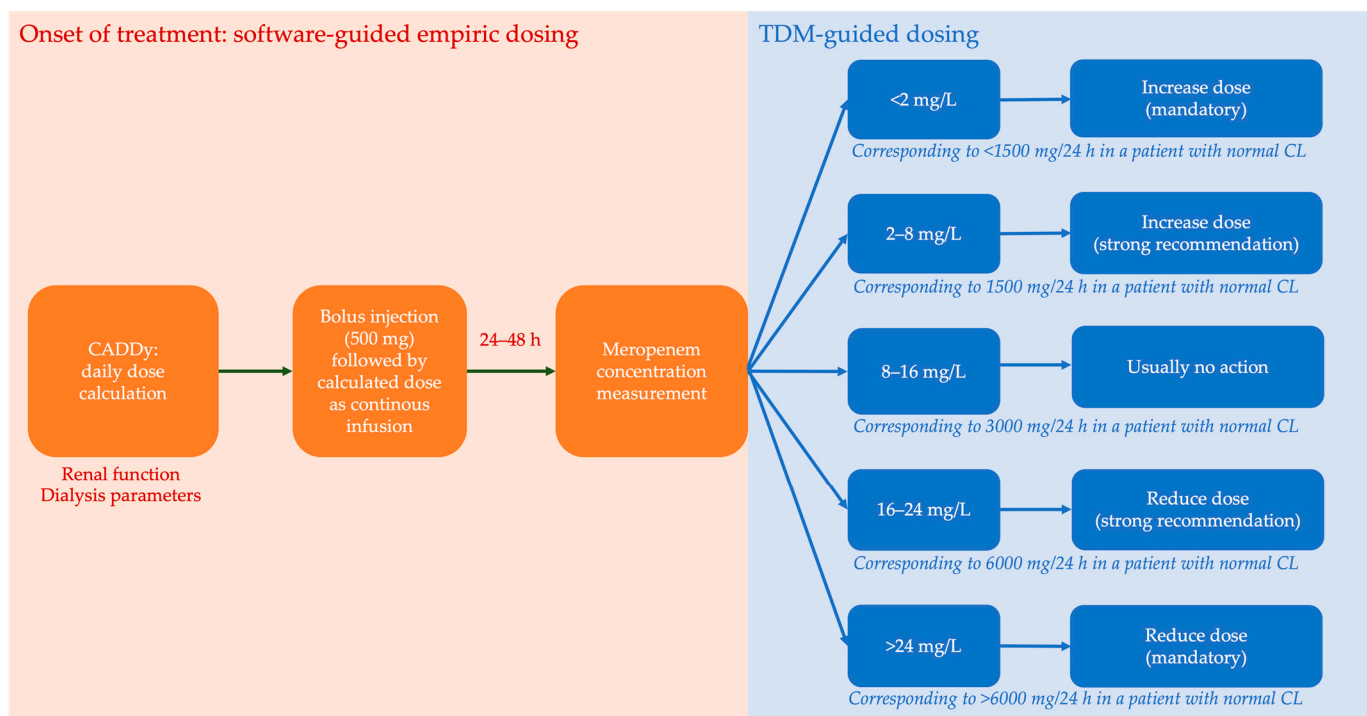 Onset of treatment: software-guided empiric dosing
CADDy:
daily dose
calculation
Renal function
Dialysis parameters
Bolus injection
(500 mg)
followed by
calculated dose
as continous
infusion
24–48 h
Meropenem
concentration
measurement
TDM-guided dosing
<2 mg/L
Increase dose
(mandatory)
Corresponding to <1500 mg/24 h in a patient with normal CL
2–8 mg/L
Increase dose
(strong recommendation)
Corresponding to 1500 mg/24 h in a patient with normal CL
8–16 mg/L
Usually no action
Corresponding to 3000 mg/24 h in a patient with normal CL
16–24 mg/L
Reduce dose
(strong recommendation)
Corresponding to 6000 mg/24 h in a patient with normal CL
>24 mg/L
Reduce dose
(mandatory)
Corresponding to >6000 mg/24 h in a patient with normal CL